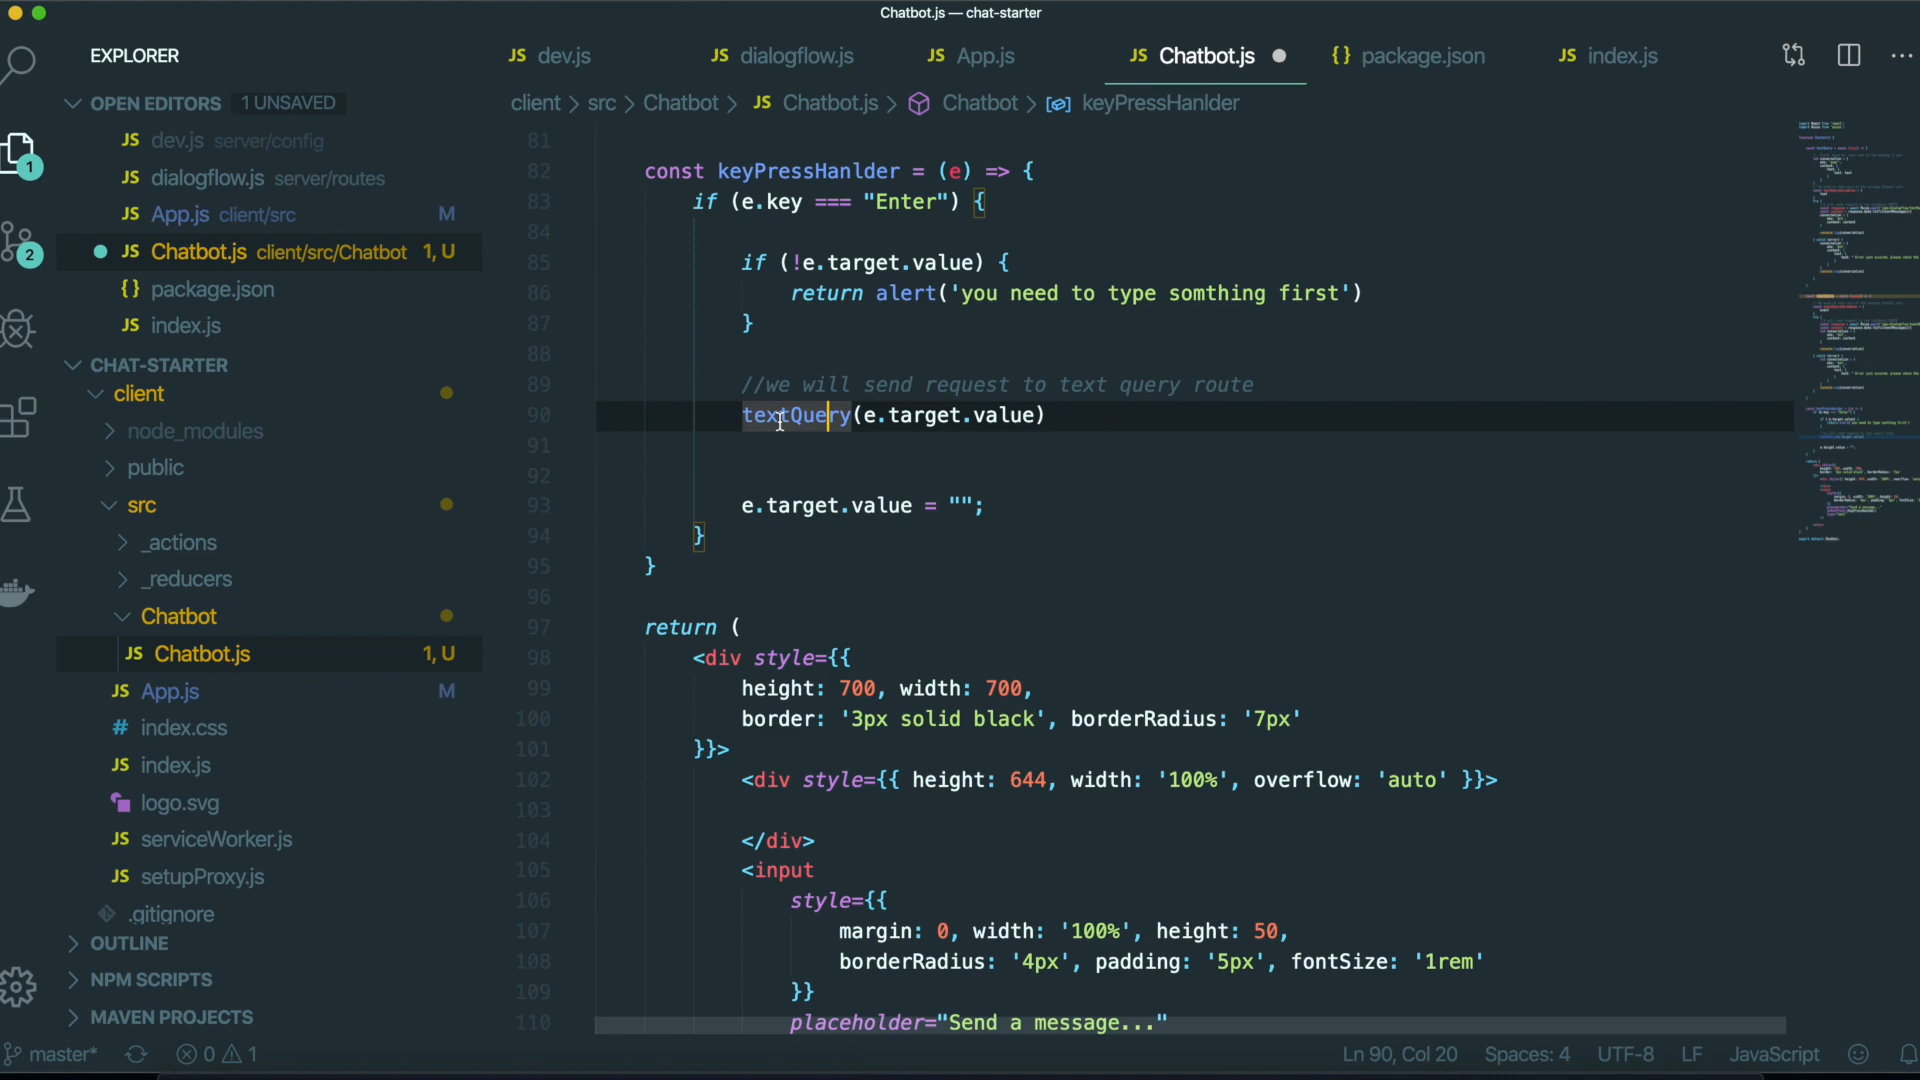 Chatbot.js — chat-starter
EXPLORER
JS dev.js
JS dialogflow.js
JS App.js
JS Chatbot.js
{} package.json
JS index.js
client > src > Chatbot > JS Chatbot.js > Chatbot > keyPressHanlder
OPEN EDITORS 1 UNSAVED
JS dev.js server/config
JS dialogflow.js server/routes
JS App.js client/src M
JS Chatbot.js client/src/Chatbot 1, U
{} package.json
JS index.js
CHAT-STARTER
client
node_modules
public
src
_actions
_reducers
Chatbot
JS Chatbot.js 1, U
JS App.js M
# index.css
JS index.js
logo.svg
JS serviceWorker.js
JS setupProxy.js
.gitignore
OUTLINE
NPM SCRIPTS
MAVEN PROJECTS
1
2
81
82 const keyPressHanlder = (e) => {
83 if (e.key === "Enter") {
84
85 if (!e.target.value) {
86 return alert('you need to type somthing first')
87 }
88
89 //we will send request to text query route
90 textQuery(e.target.value)
91
92
93 e.target.value = "";
94 }
95 }
96
97 return (
98 <div style={{
99 height: 700, width: 700,
100 border: '3px solid black', borderRadius: '7px'
101 }}>
102 <div style={{ height: 644, width: '100%', overflow: 'auto' }}>
103
104 </div>
105 <input
106 style={{
107 margin: 0, width: '100%', height: 50,
108 borderRadius: '4px', padding: '5px', fontSize: '1rem'
109 }}
110 placeholder="Send a message..."
master* 0 1
Ln 90, Col 20 Spaces: 4 UTF-8 LF JavaScript